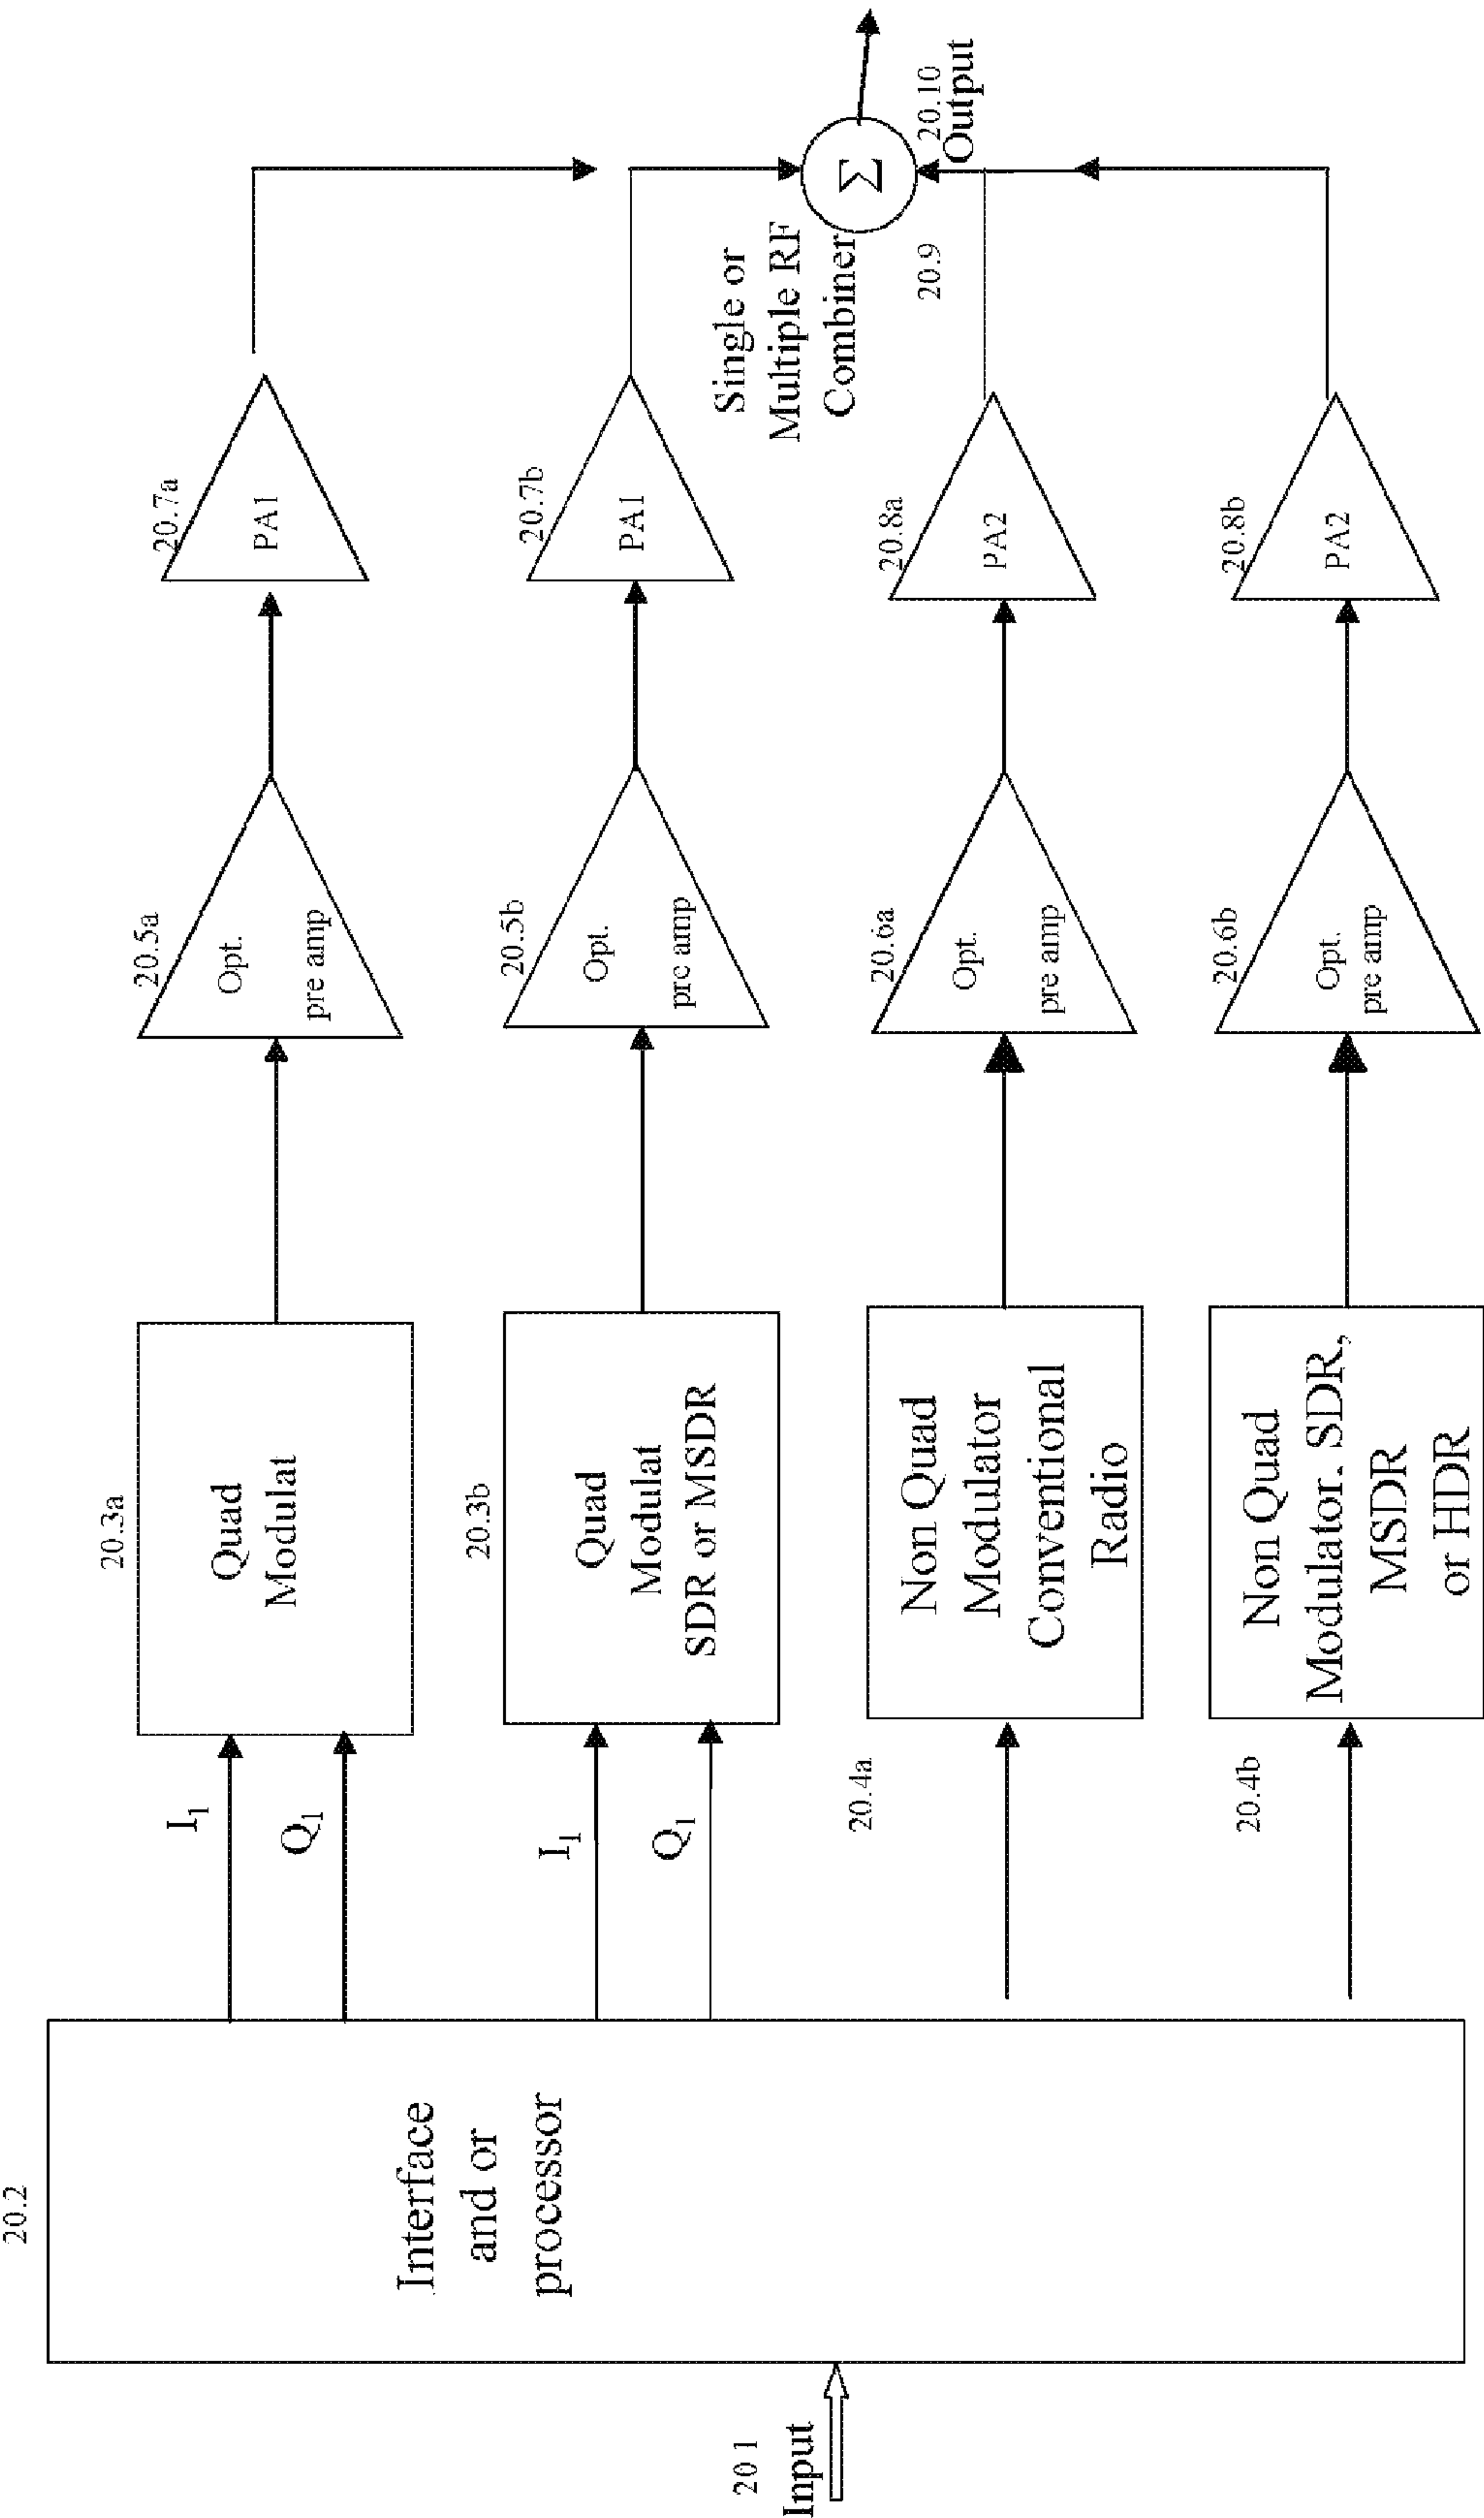 20.2
Interface
and or
processor
20 1
Input
I1
Q1
20.3a
Quad
Modulat
20.5a
Opt.
pre amp
20.7a
PA1
I1
Q1
20.3b
Quad
Modulat
SDR or MSDR
20.5b
Opt.
pre amp
20.7b
PA1
Single or
Multiple RF
Combiner
Σ
20.9
20.10
Output
20.4a
Non Quad
Modulator
Conventional
Radio
20.6a
Opt.
pre amp
20.8a
PA2
20.4b
Non Quad
Modulator. SDR,
MSDR
or HDR
20.6b
Opt.
pre amp
20.8b
PA2